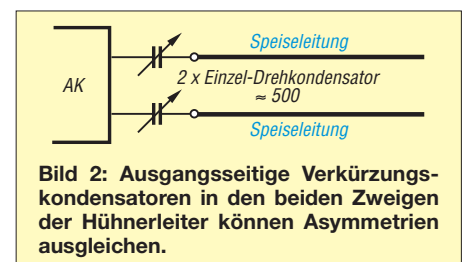 Speiseleitung
AK
2 x Einzel-Drehkondensator
≈ 500
Speiseleitung
Bild 2: Ausgangsseitige Verkürzungs-
kondensatoren in den beiden Zweigen
der Hühnerleiter können Asymmetrien
ausgleichen.